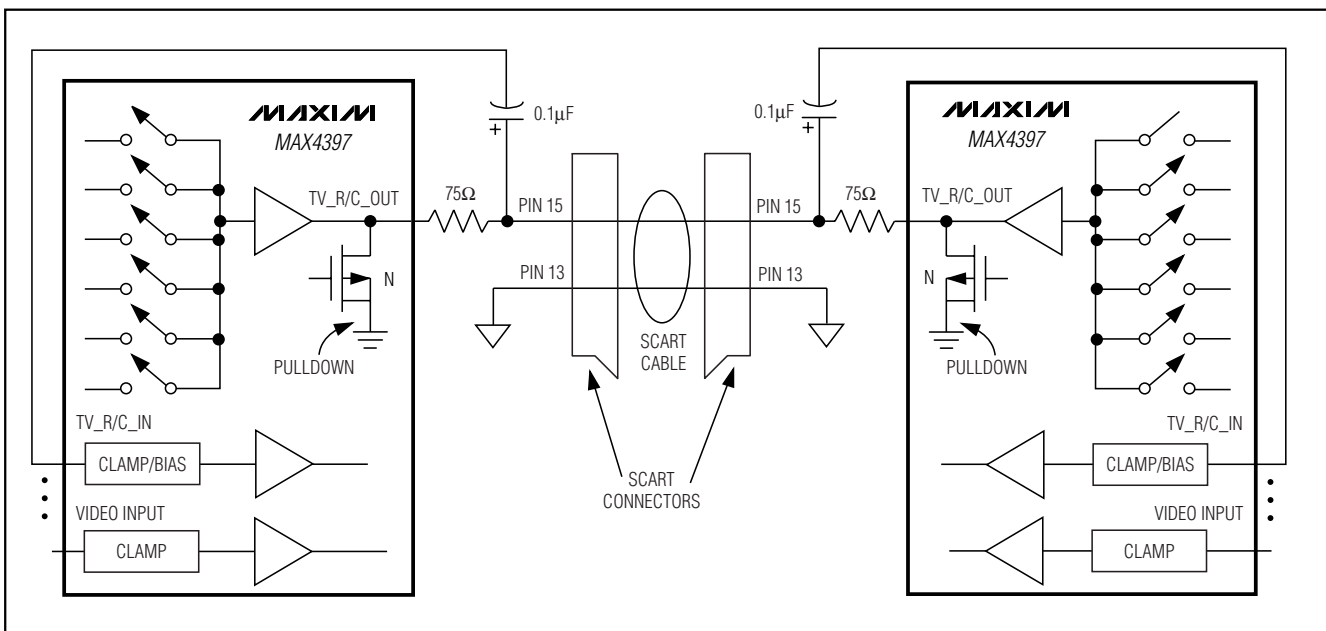 MAXIM
MAX4397
TV_R/C_OUT
N
PULLDOWN
TV_R/C_IN
CLAMP/BIAS
VIDEO INPUT
CLAMP
75Ω
0.1µF
+
PIN 15
PIN 13
SCART
CABLE
SCART
CONNECTORS
PIN 15
PIN 13
0.1µF
+
75Ω
MAXIM
MAX4397
TV_R/C_OUT
N
PULLDOWN
TV_R/C_IN
CLAMP/BIAS
VIDEO INPUT
CLAMP